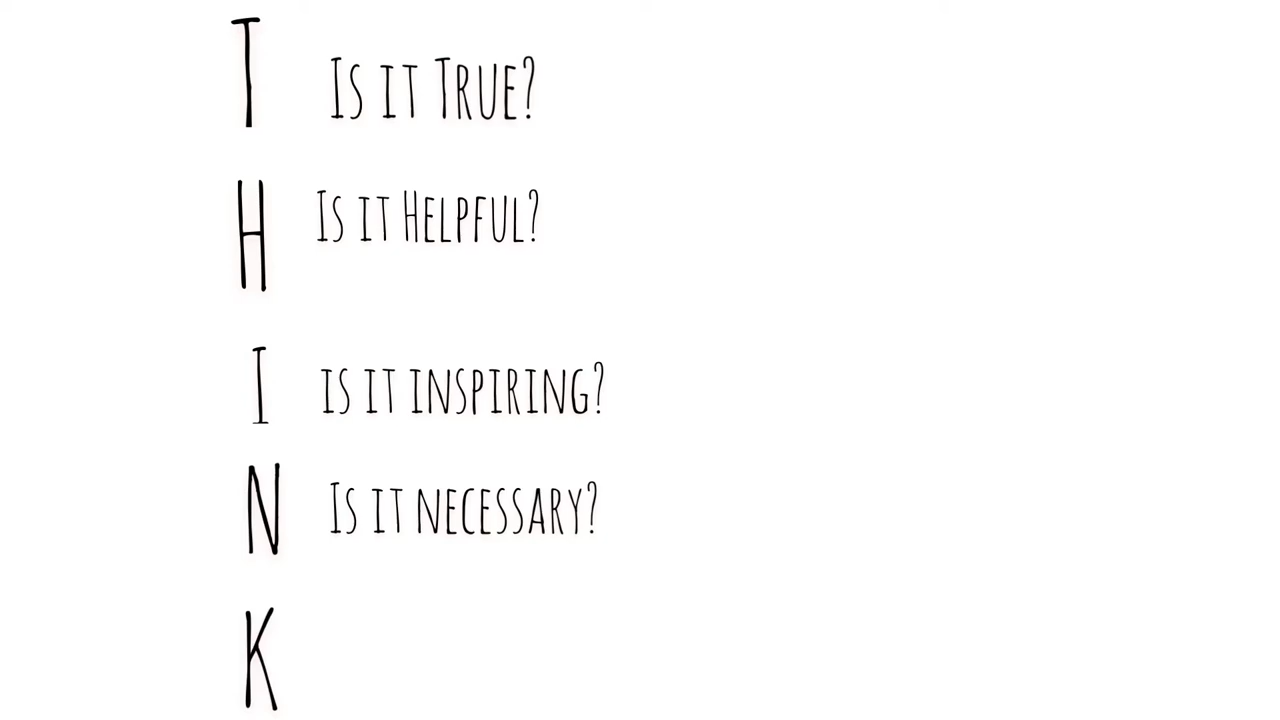 T Is it True?
H Is it Helpful?
I is it inspiring?
N Is it necessary?
K